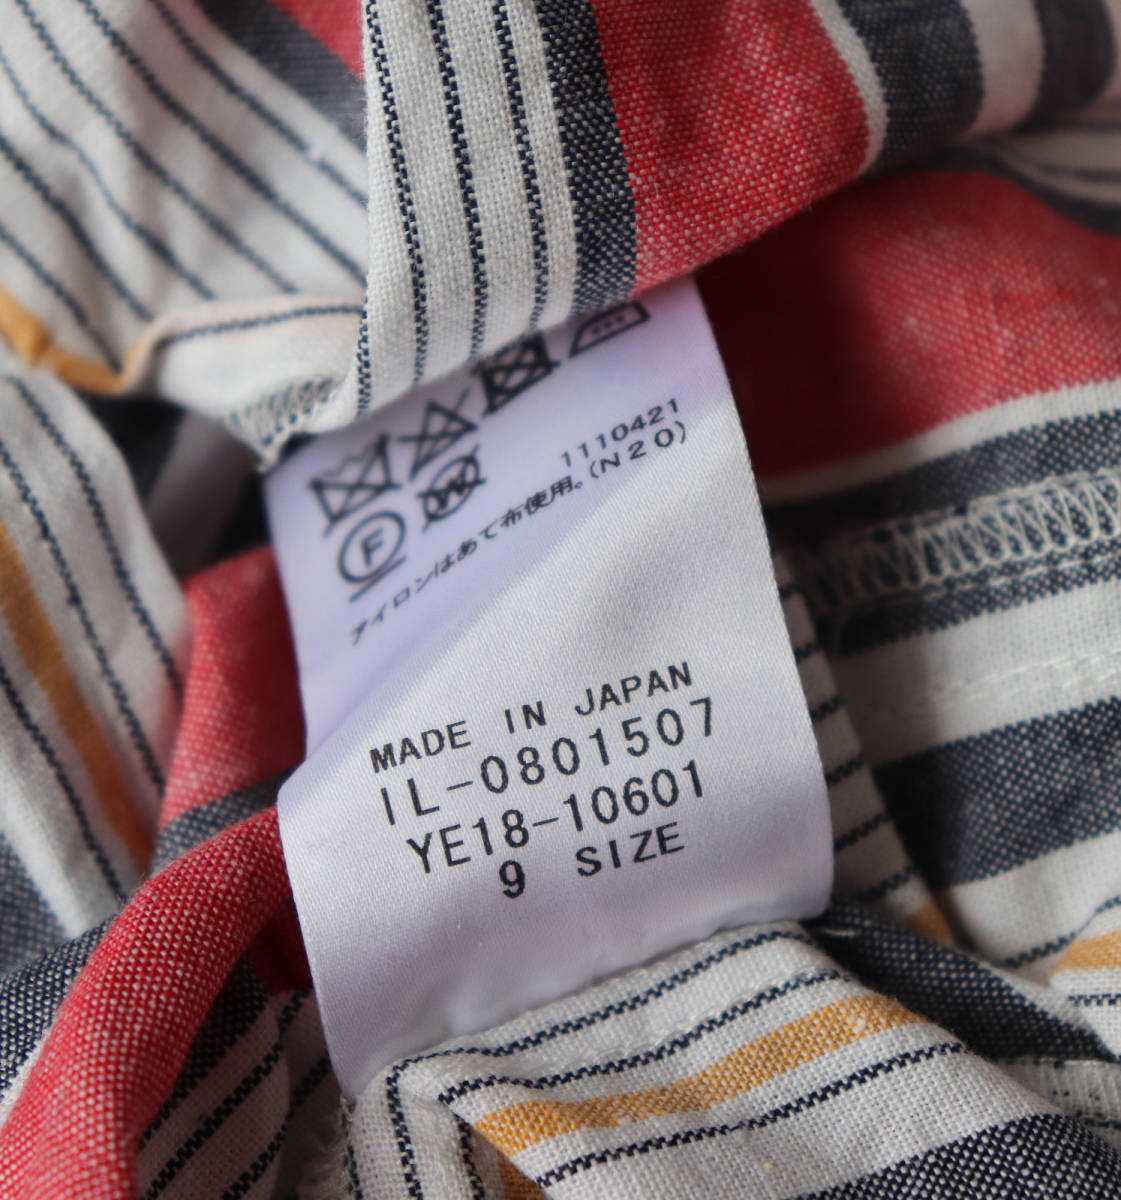 1110421
アイロンはあて布使用。(N20)
F
W
MADE IN JAPAN
IL-0801507
YE18-10601
9 SIZE